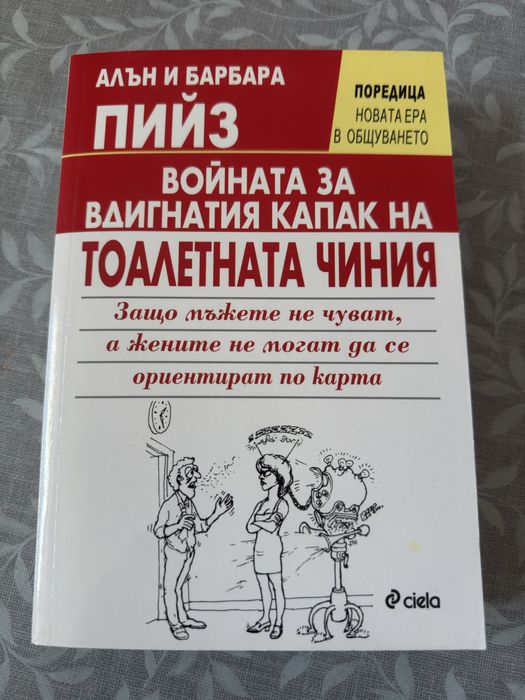 АЛЪН И БАРБАРА
ПИЙЗ
ПОРЕДИЦА
НОВАТА ЕРА
В ОБЩУВАНЕТО
ВОЙНАТА ЗА
ВДИГНАТИЯ КАПАК НА
ТОАЛЕТНАТА ЧИНИЯ
Защо мъжете не чуват,
а жените не могат да се
ориентират по карта
ciela